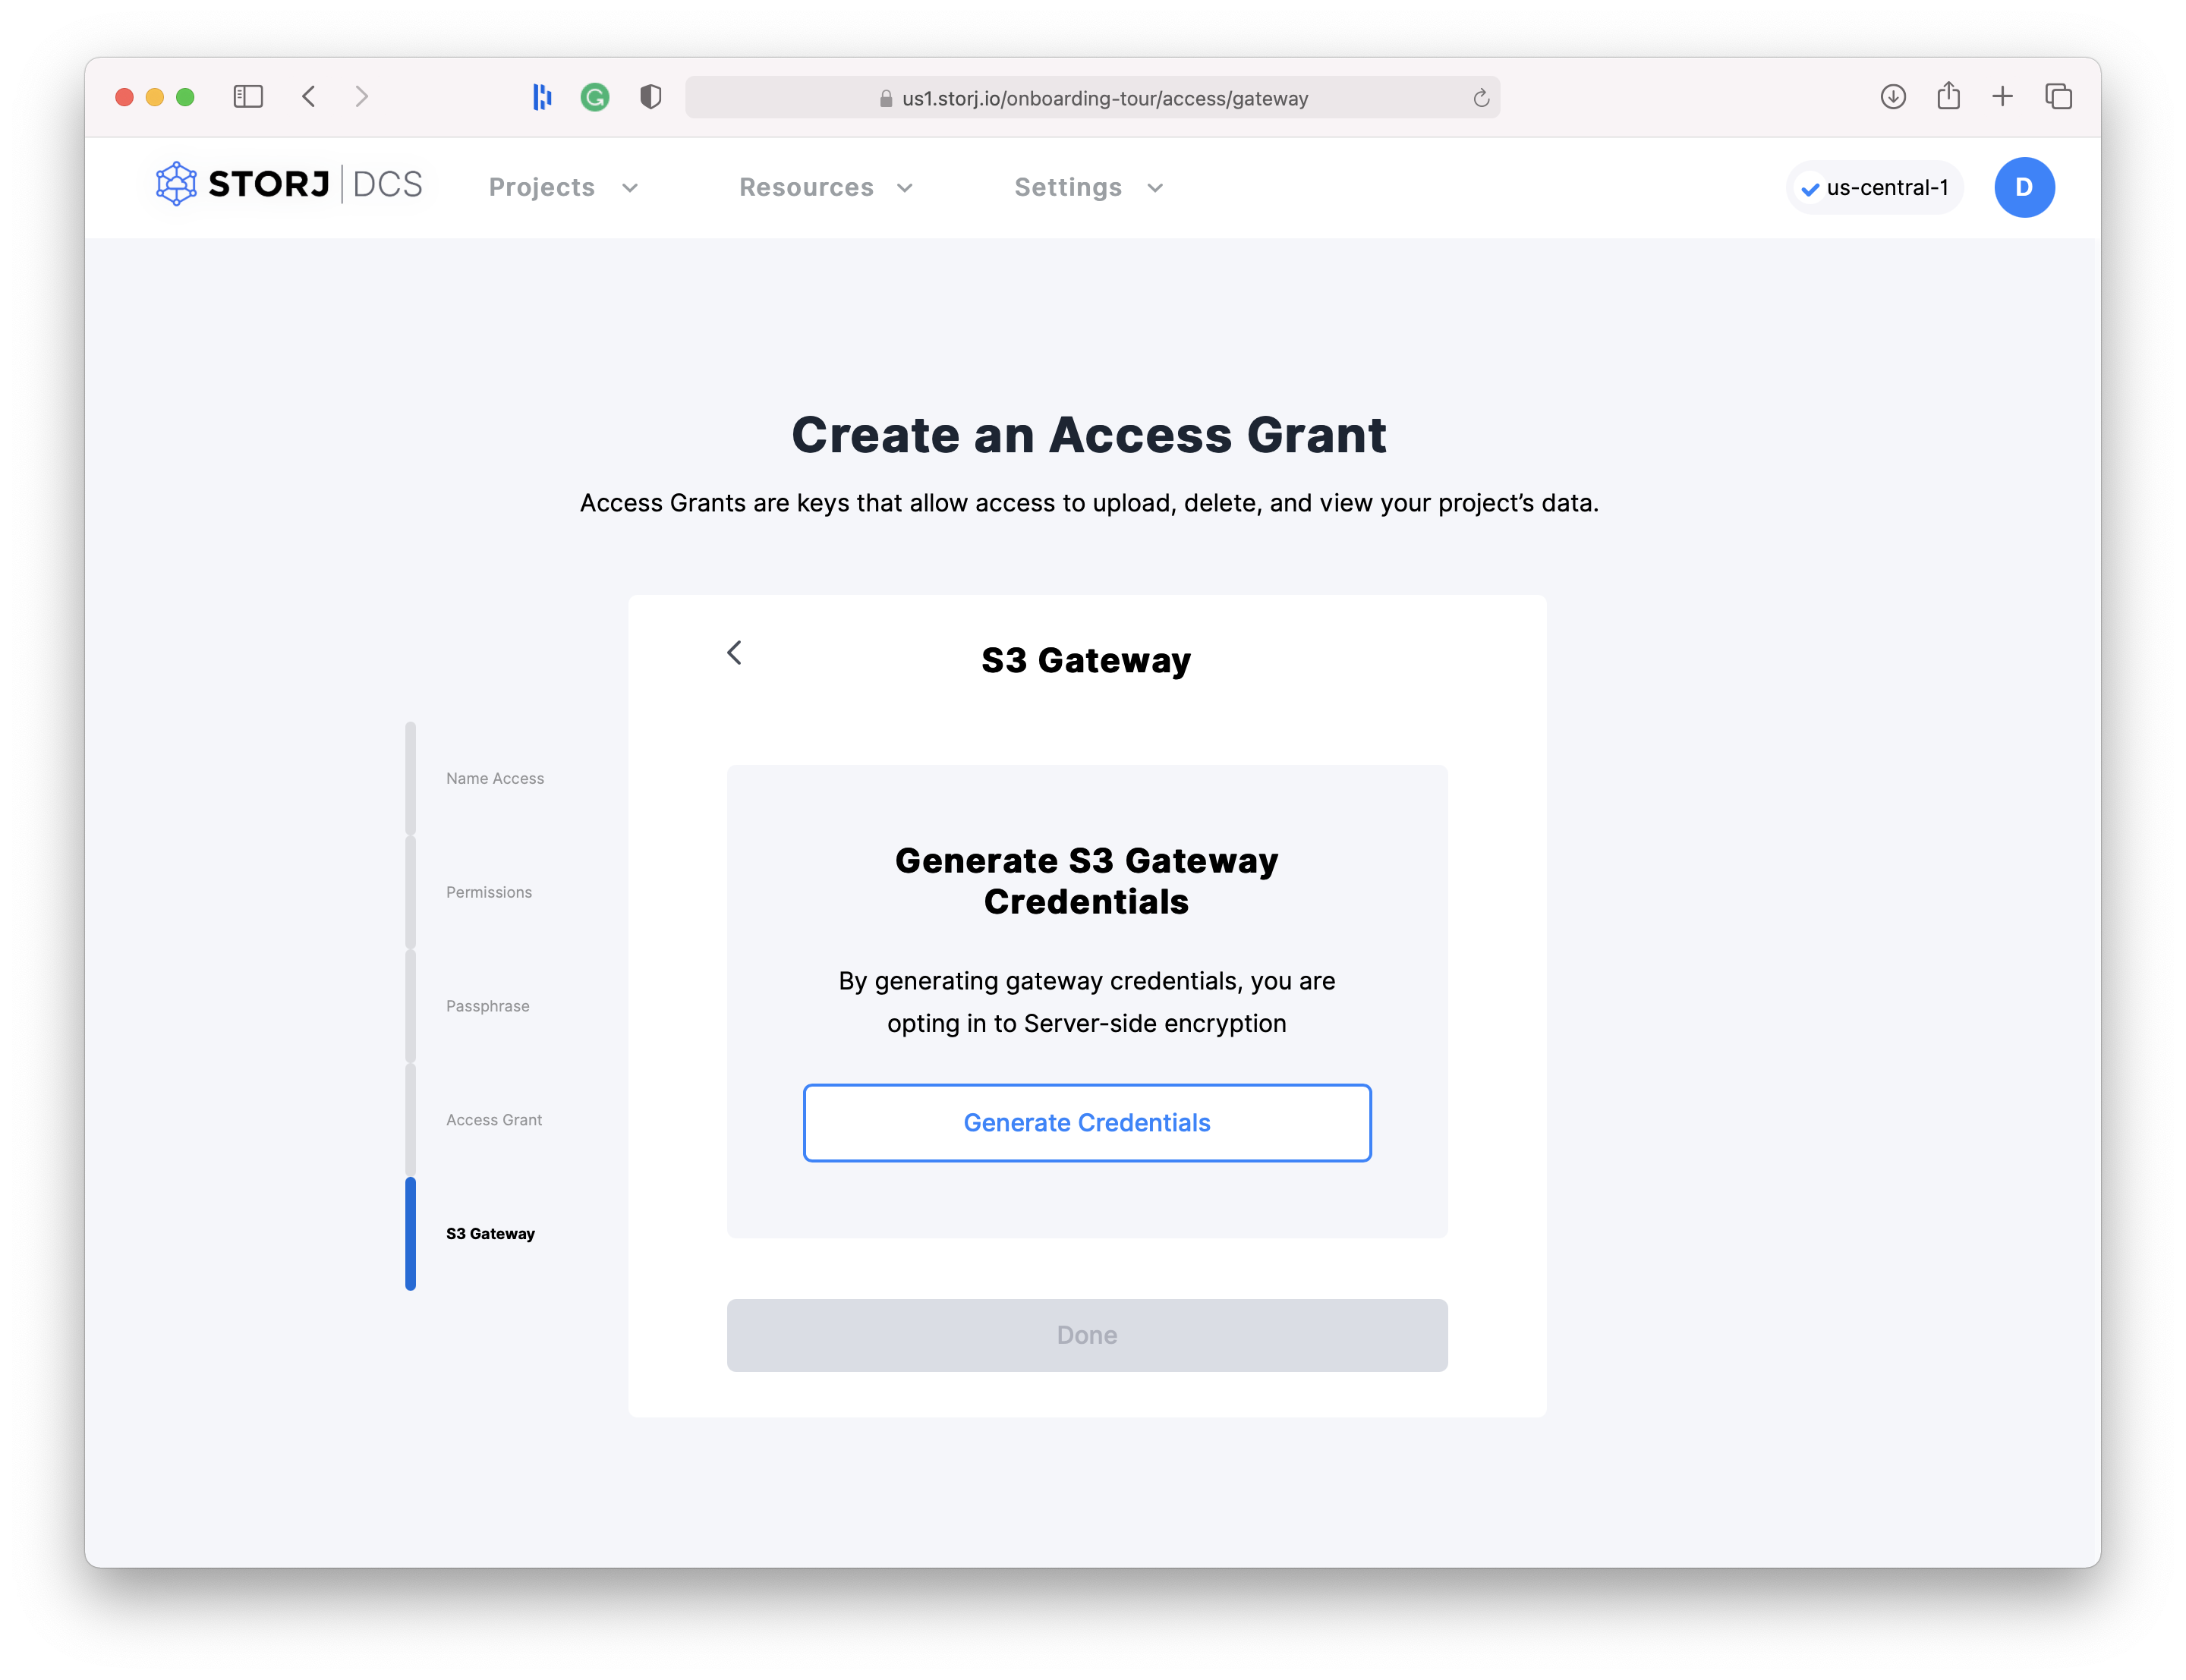 us1.storj.io/onboarding-tour/access/gateway
STORJ DCS
Projects
Resources
Settings
us-central-1
D
Create an Access Grant
Access Grants are keys that allow access to upload, delete, and view your project’s data.
S3 Gateway
Name Access
Permissions
Passphrase
Access Grant
S3 Gateway
Generate S3 Gateway
Credentials
By generating gateway credentials, you are
opting in to Server-side encryption
Generate Credentials
Done